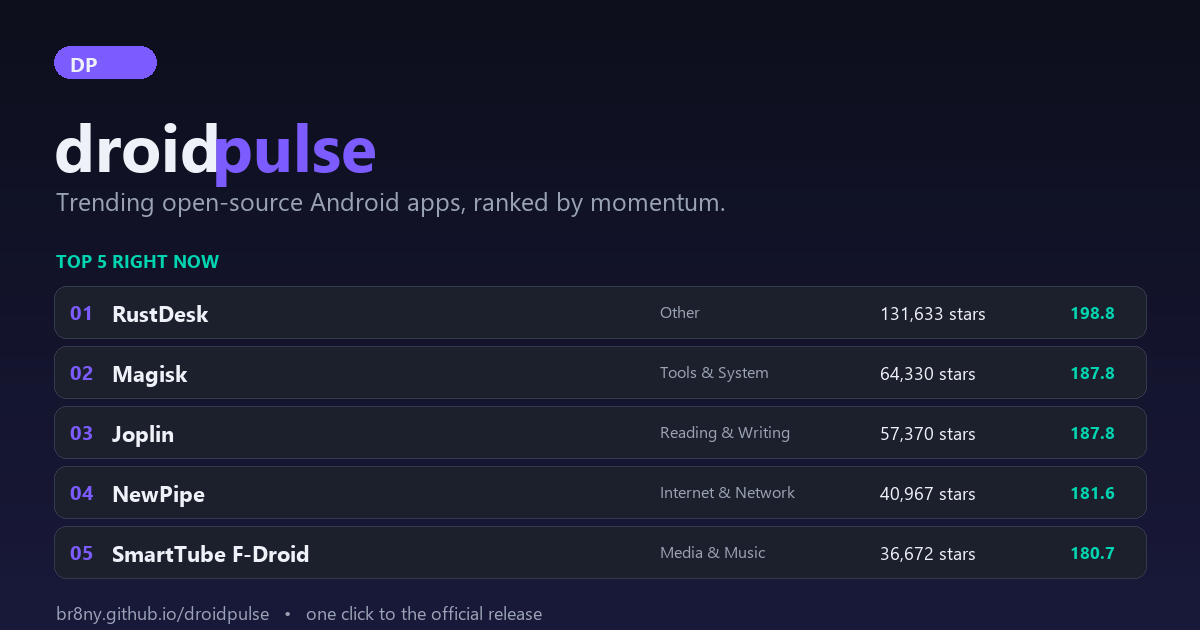 DP
droidpulse
Trending open-source Android apps, ranked by momentum.
TOP 5 RIGHT NOW
01 RustDesk Other 131,633 stars 198.8
02 Magisk Tools & System 64,330 stars 187.8
03 Joplin Reading & Writing 57,370 stars 187.8
04 NewPipe Internet & Network 40,967 stars 181.6
05 SmartTube F-Droid Media & Music 36,672 stars 180.7
br8ny.github.io/droidpulse • one click to the official release